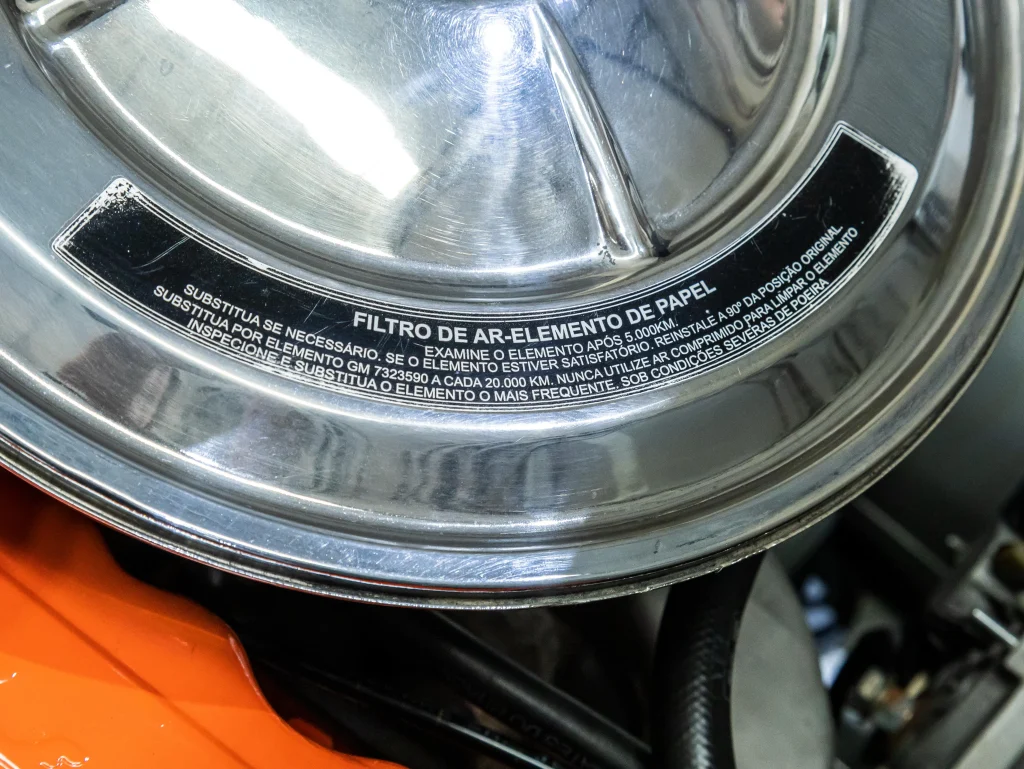 FILTRO DE AR-ELEMENTO DE PAPEL
EXAMINE O ELEMENTO APÓS 5.000KM.
SUBSTITUA SE NECESSÁRIO. SE O ELEMENTO ESTIVER SATISFATÓRIO. REINSTALE A 90º DA POSIÇÃO ORIGINAL
SUBSTITUA POR ELEMENTO GM 7323590 A CADA 20.000 KM. NUNCA UTILIZE AR COMPRIMIDO PARA LIMPAR O ELEMENTO
INSPECIONE E SUBSTITUA O ELEMENTO O MAIS FREQUENTE. SOB CONDIÇÕES SEVERAS DE POEIRA